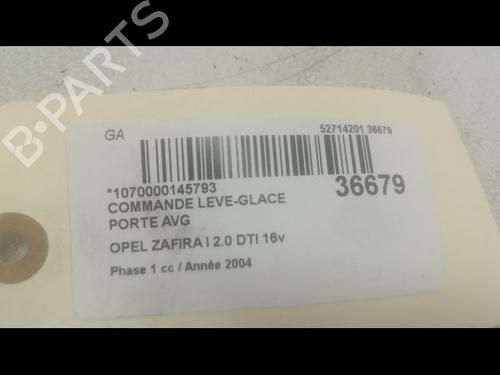 B-PARTS
GA
52714201 36679
*1070000145793
36679
COMMANDE LEVE-GLACE
PORTE AVG
OPEL ZAFIRA I 2.0 DTI 16v
Phase 1 cc / Année 2004